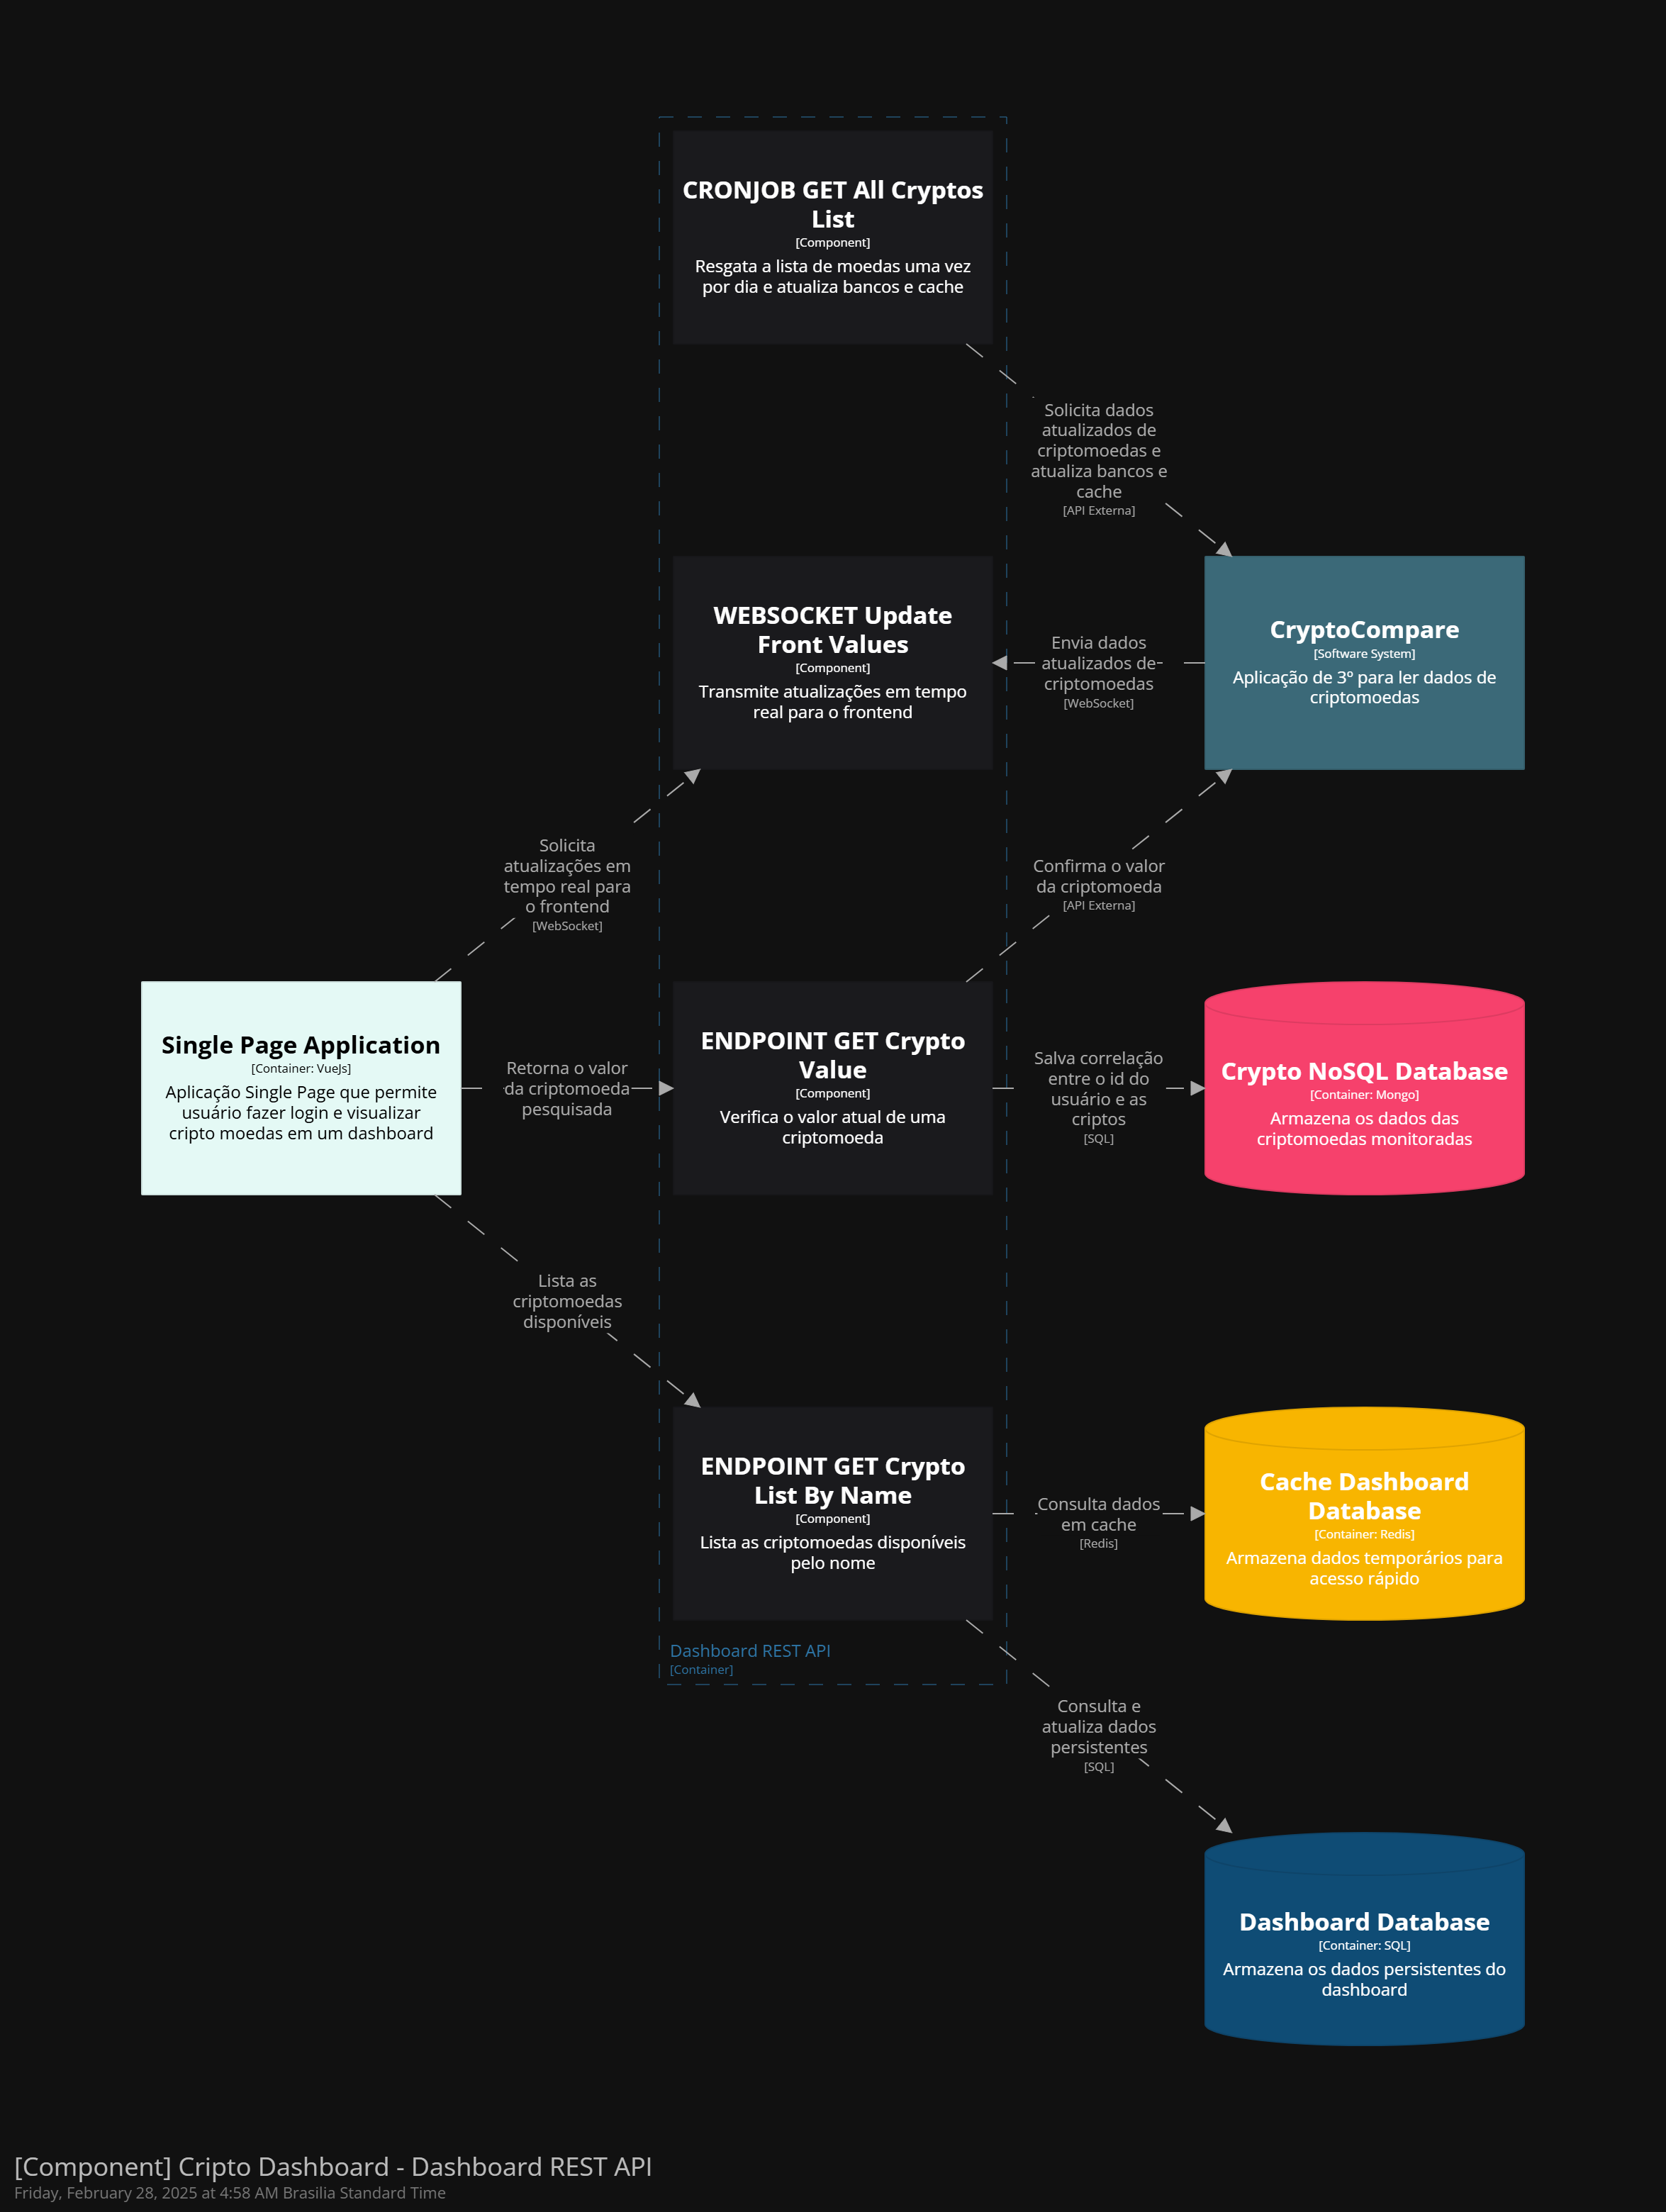 CRONJOB GET All Cryptos
List
[Component]
Resgata a lista de moedas uma vez
por dia e atualiza bancos e cache
Solicita dados
atualizados de
criptomoedas e
atualiza bancos e
cache
[API Externa]
WEBSOCKET Update
Front Values
[Component]
Transmite atualizações em tempo
real para o frontend
Envia dados
atualizados de
criptomoedas
[WebSocket]
CryptoCompare
[Software System]
Aplicação de 3º para ler dados de
criptomoedas
Solicita
atualizações em
tempo real para
o frontend
[WebSocket]
Confirma o valor
da criptomoeda
[API Externa]
Single Page Application
[Container: VueJs]
Aplicação Single Page que permite
usuário fazer login e visualizar
cripto moedas em um dashboard
Retorna o valor
da criptomoeda
pesquisada
ENDPOINT GET Crypto
Value
[Component]
Verifica o valor atual de uma
criptomoeda
Salva correlação
entre o id do
usuário e as
criptos
[SQL]
Crypto NoSQL Database
[Container: Mongo]
Armazena os dados das
criptomoedas monitoradas
Lista as
criptomoedas
disponíveis
ENDPOINT GET Crypto
List By Name
[Component]
Lista as criptomoedas disponíveis
pelo nome
Consulta dados
em cache
[Redis]
Cache Dashboard
Database
[Container: Redis]
Armazena dados temporários para
acesso rápido
Dashboard REST API
[Container]
Consulta e
atualiza dados
persistentes
[SQL]
Dashboard Database
[Container: SQL]
Armazena os dados persistentes do
dashboard
[Component] Cripto Dashboard - Dashboard REST API
Friday, February 28, 2025 at 4:58 AM Brasilia Standard Time